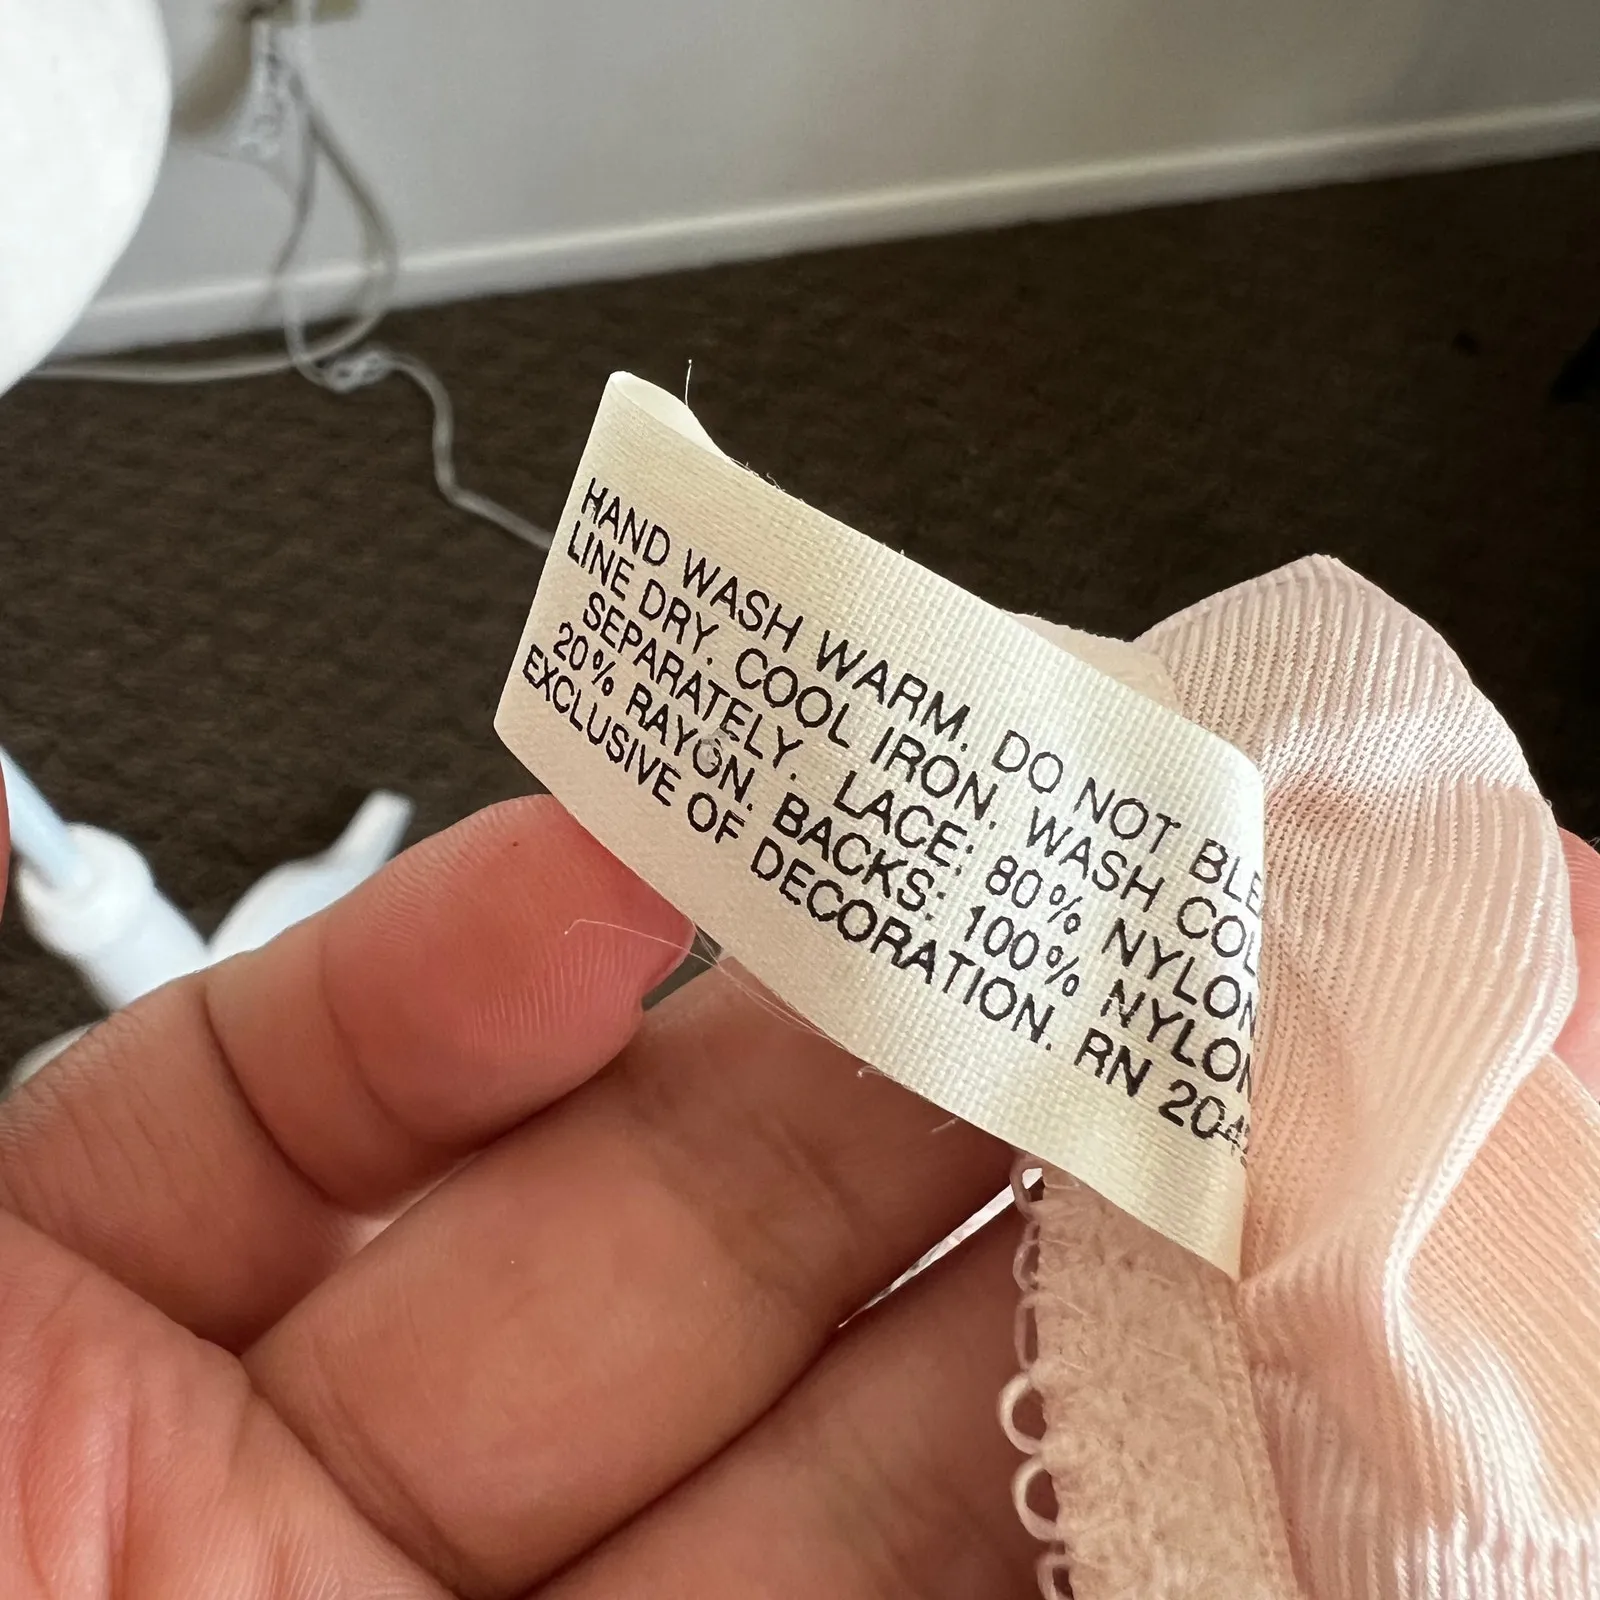 HAND WASH WARM. DO NOT BLE
LINE DRY. COOL IRON. WASH COL
SEPARATELY. LACE: 80% NYLON
20% RAYON. BACKS: 100% NYLON
EXCLUSIVE OF DECORATION. RN 204